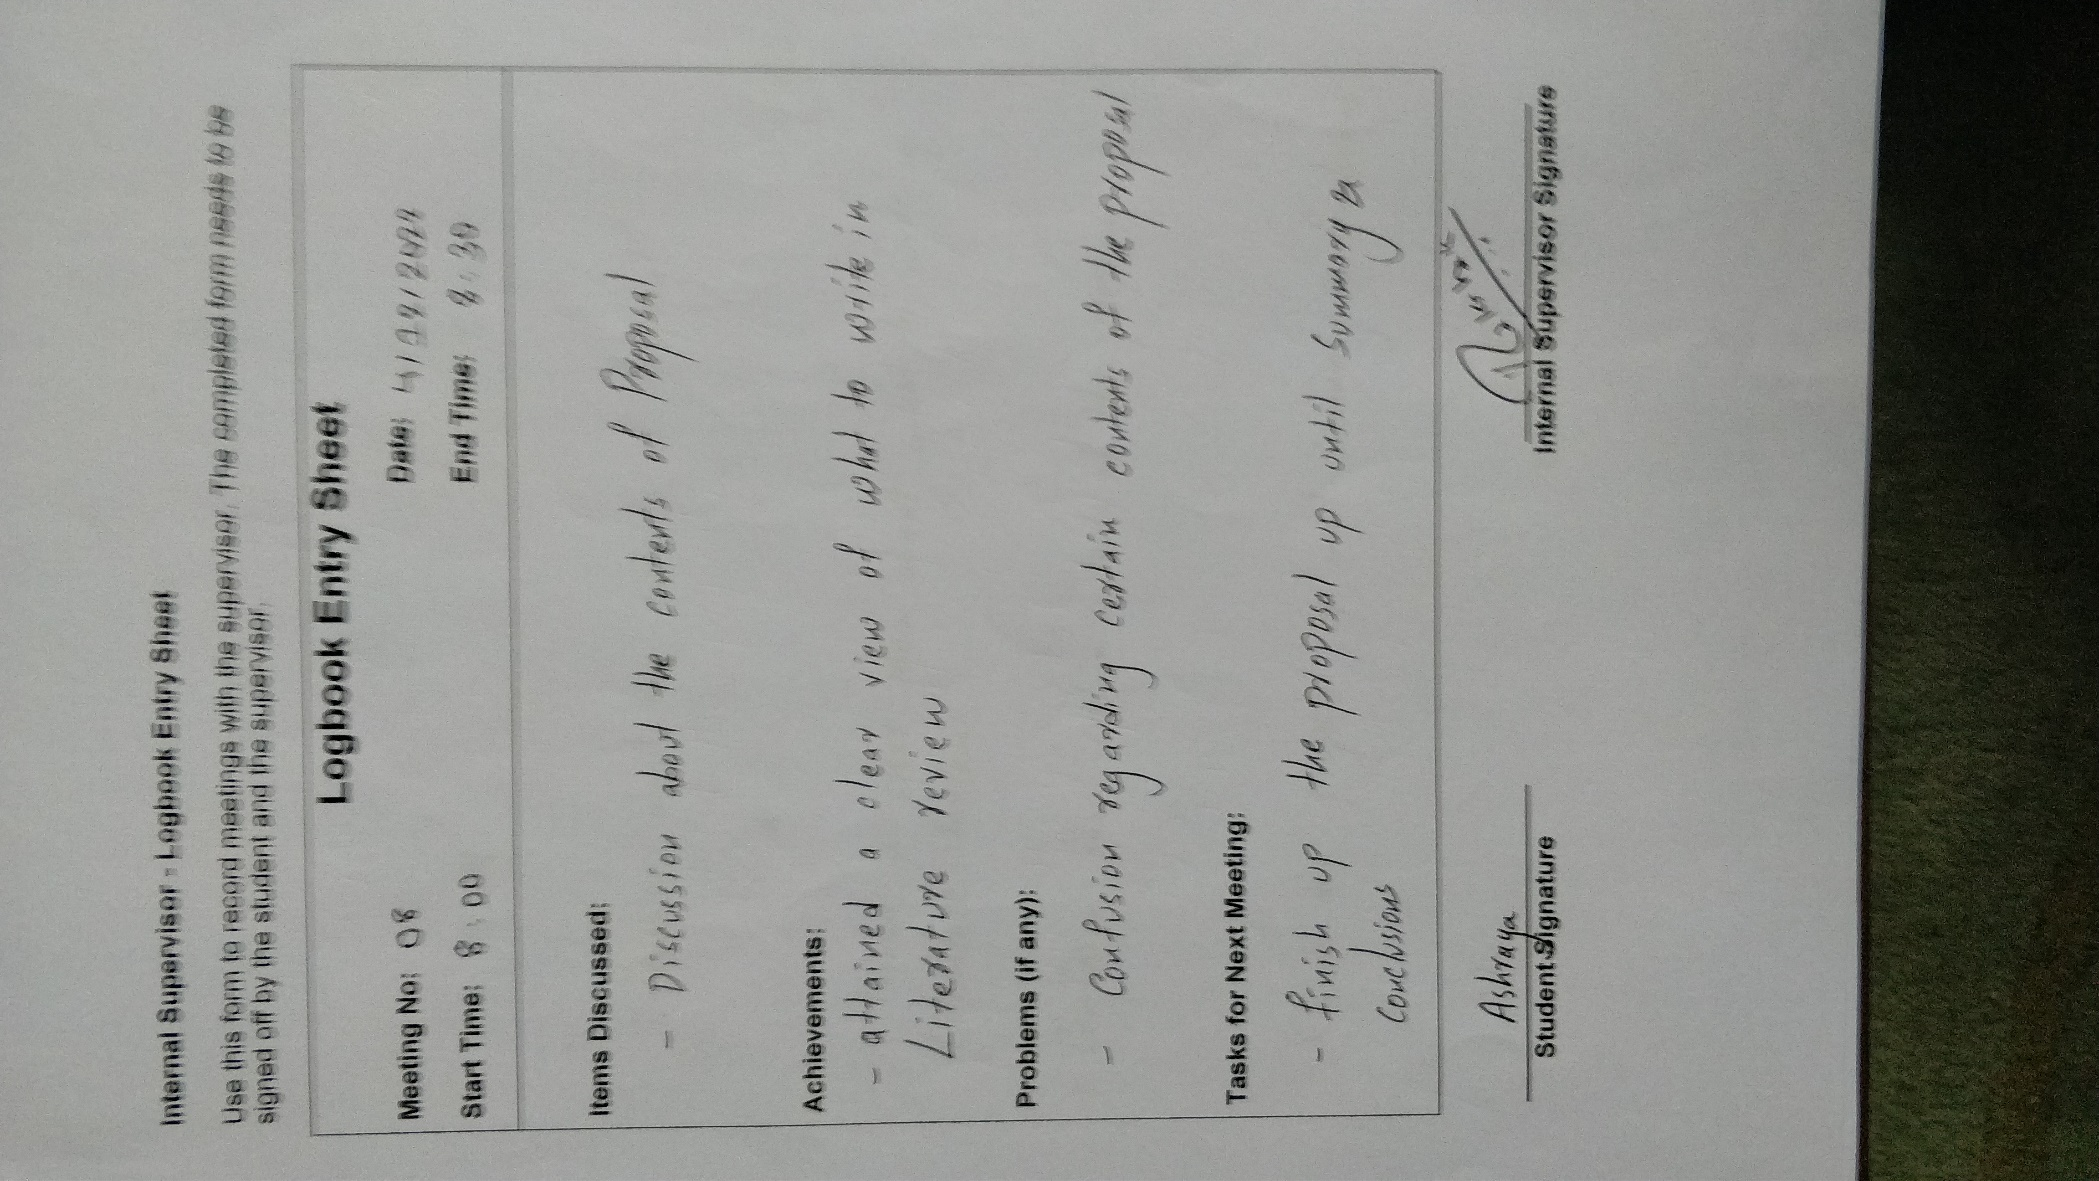 Internal Supervisor - Logbook Entry Sheet
Use this form to record meetings with the supervisor. The completed form needs to be
signed off by the student and the supervisor.
Logbook Entry Sheet
Meeting No: 08 Date:
Start Time: 8:00 End Time: 8:30
Items Discussed:
- Discussion about the contents of Proposal
Achievements:
- attained a clear view of what to write in
Literature review
Problems (if any):
- Confusion regarding certain contents of the proposal
Tasks for Next Meeting:
- finish up the proposal up until summary
Conclusions
Ashraya
Student Signature Internal Supervisor Signature